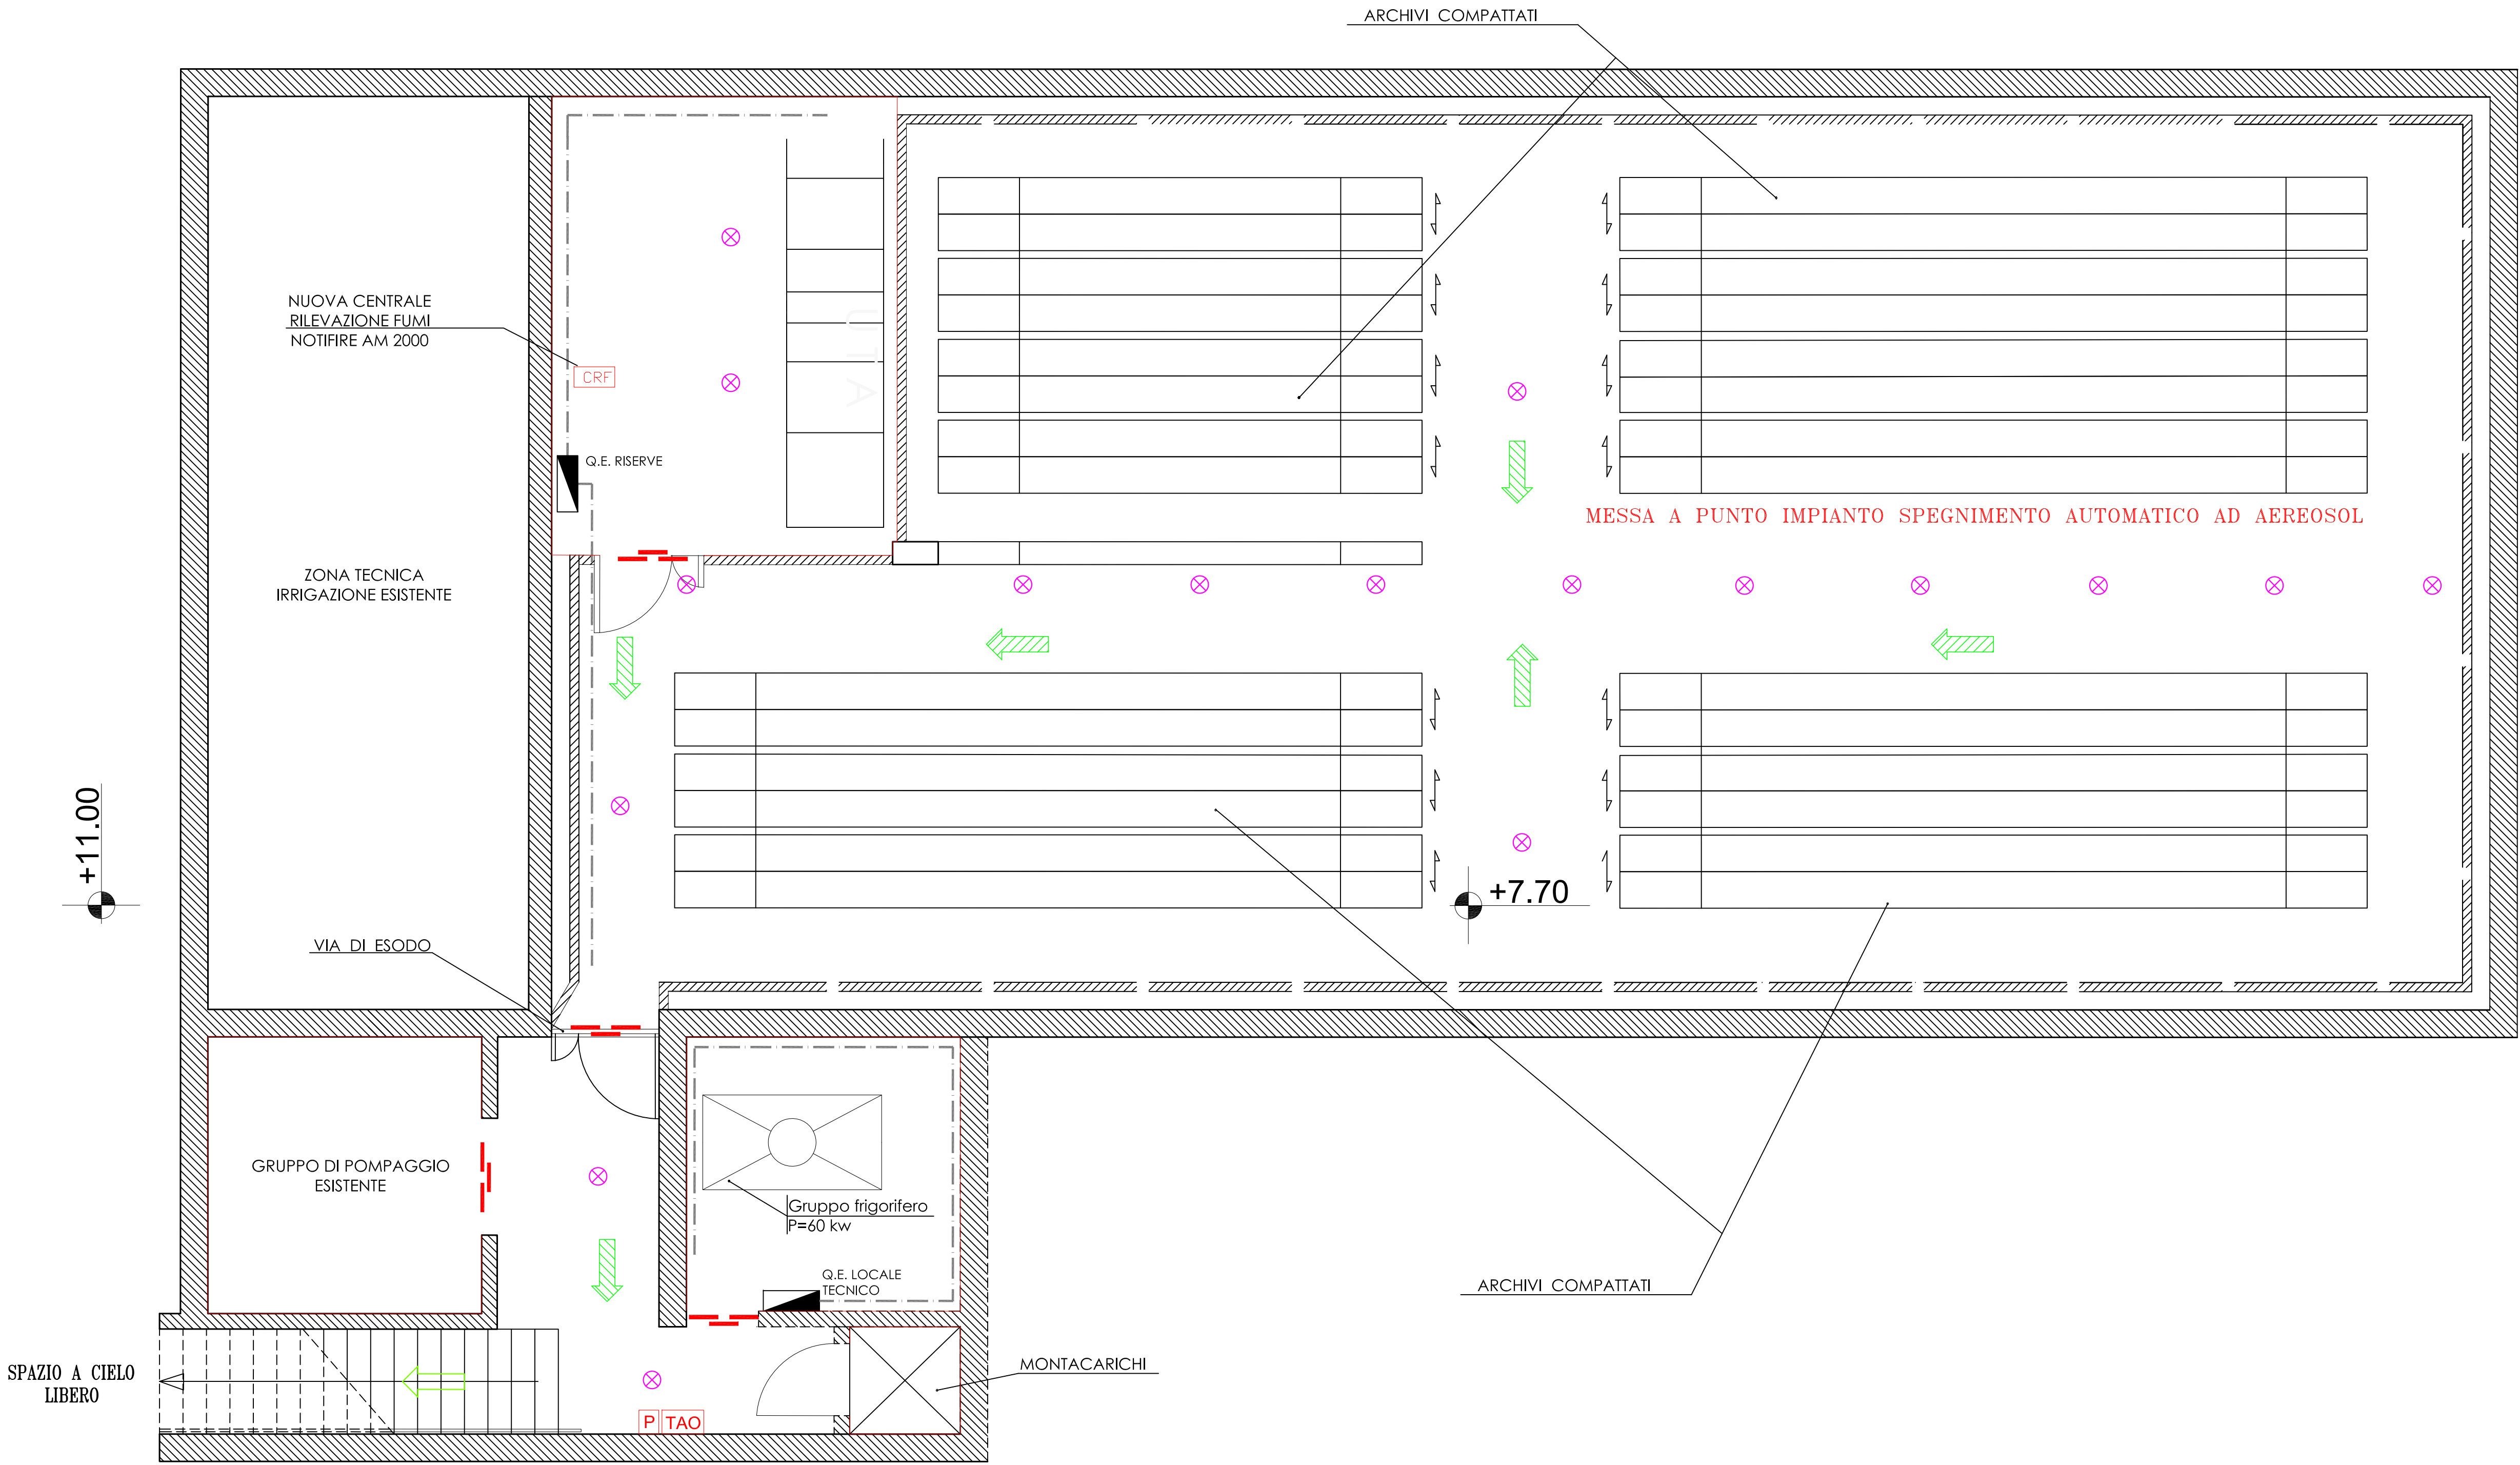 ARCHIVI COMPATTATI
NUOVA CENTRALE
RILEVAZIONE FUMI
NOTIFIRE AM 2000
CRF
UTA
Q.E. RISERVE
MESSA A PUNTO IMPIANTO SPEGNIMENTO AUTOMATICO AD AEREOSOL
ZONA TECNICA
IRRIGAZIONE ESISTENTE
+11.00
+7.70
VIA DI ESODO
GRUPPO DI POMPAGGIO
ESISTENTE
Gruppo frigorifero
P=60 kw
Q.E. LOCALE
TECNICO
ARCHIVI COMPATTATI
SPAZIO A CIELO
LIBERO
MONTACARICHI
P TAO